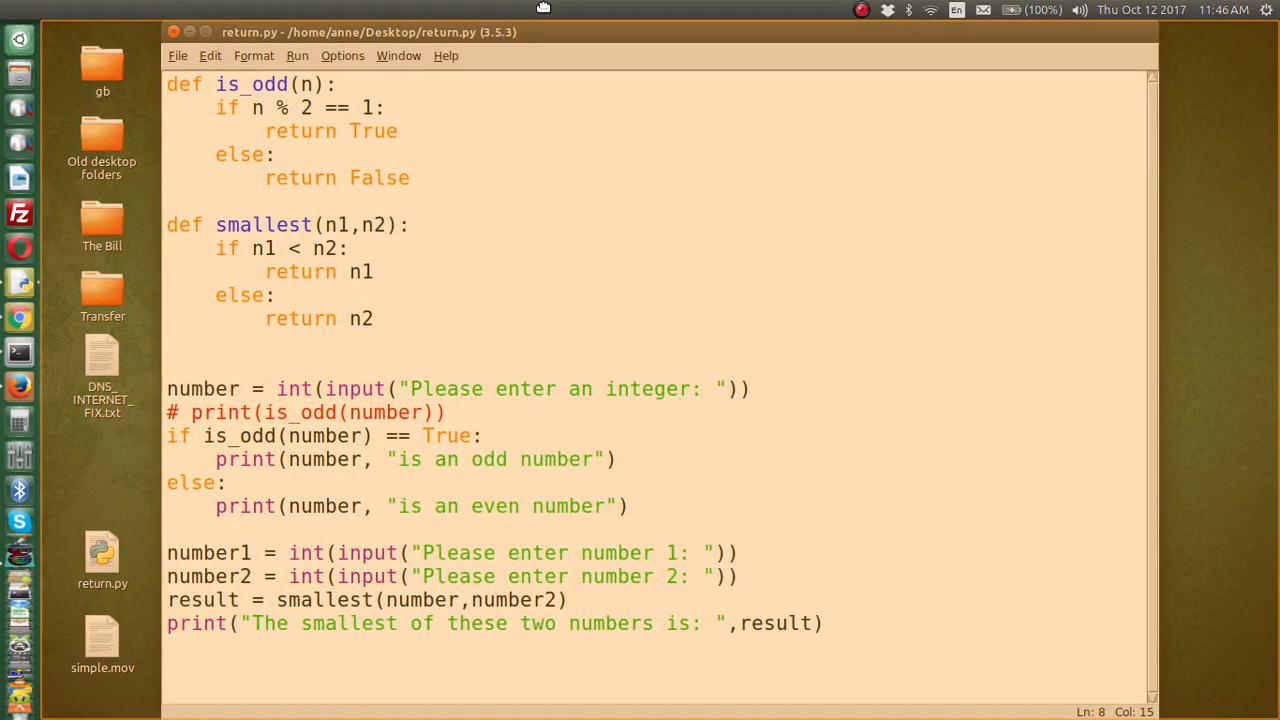 En (100%) Thu Oct 12 2017 11:46 AM
return.py - /home/anne/Desktop/return.py (3.5.3)
File Edit Format Run Options Window Help
gb
Old desktop
folders
The Bill
Transfer
DNS_
INTERNET_
FIX.txt
return.py
simple.mov
Fz
def is_odd(n):
    if n % 2 == 1:
        return True
    else:
        return False

def smallest(n1,n2):
    if n1 < n2:
        return n1
    else:
        return n2

number = int(input("Please enter an integer: "))
# print(is_odd(number))
if is_odd(number) == True:
    print(number, "is an odd number")
else:
    print(number, "is an even number")

number1 = int(input("Please enter number 1: "))
number2 = int(input("Please enter number 2: "))
result = smallest(number,number2)
print("The smallest of these two numbers is: ",result)
Ln: 8 Col: 15